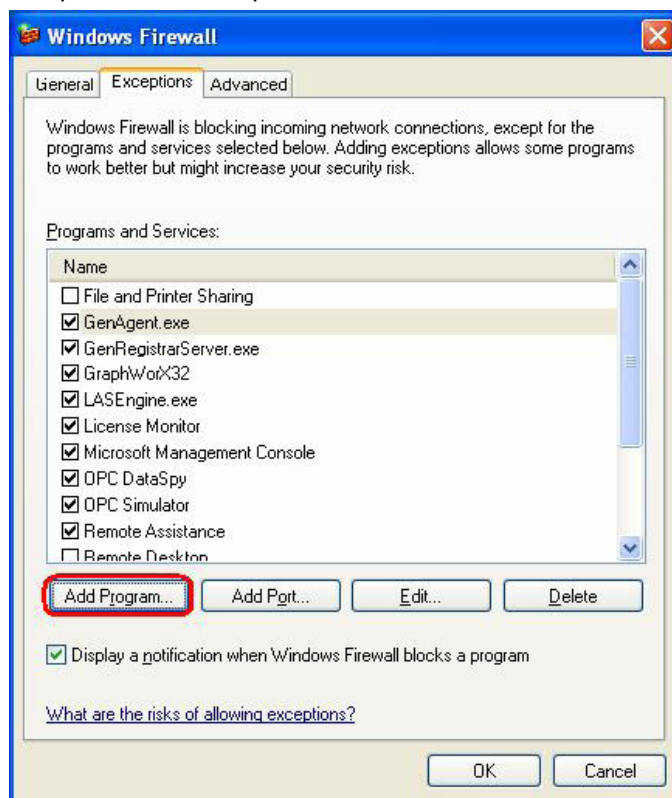 Windows Firewall
General Exceptions Advanced
Windows Firewall is blocking incoming network connections, except for the
programs and services selected below. Adding exceptions allows some programs
to work better but might increase your security risk.
Programs and Services:
Name
File and Printer Sharing
GenAgent.exe
GenRegistrarServer.exe
GraphWorX32
LASEngine.exe
License Monitor
Microsoft Management Console
OPC DataSpy
OPC Simulator
Remote Assistance
Remote Desktop
Add Program... Add Port... Edit... Delete
Display a notification when Windows Firewall blocks a program
What are the risks of allowing exceptions?
OK Cancel